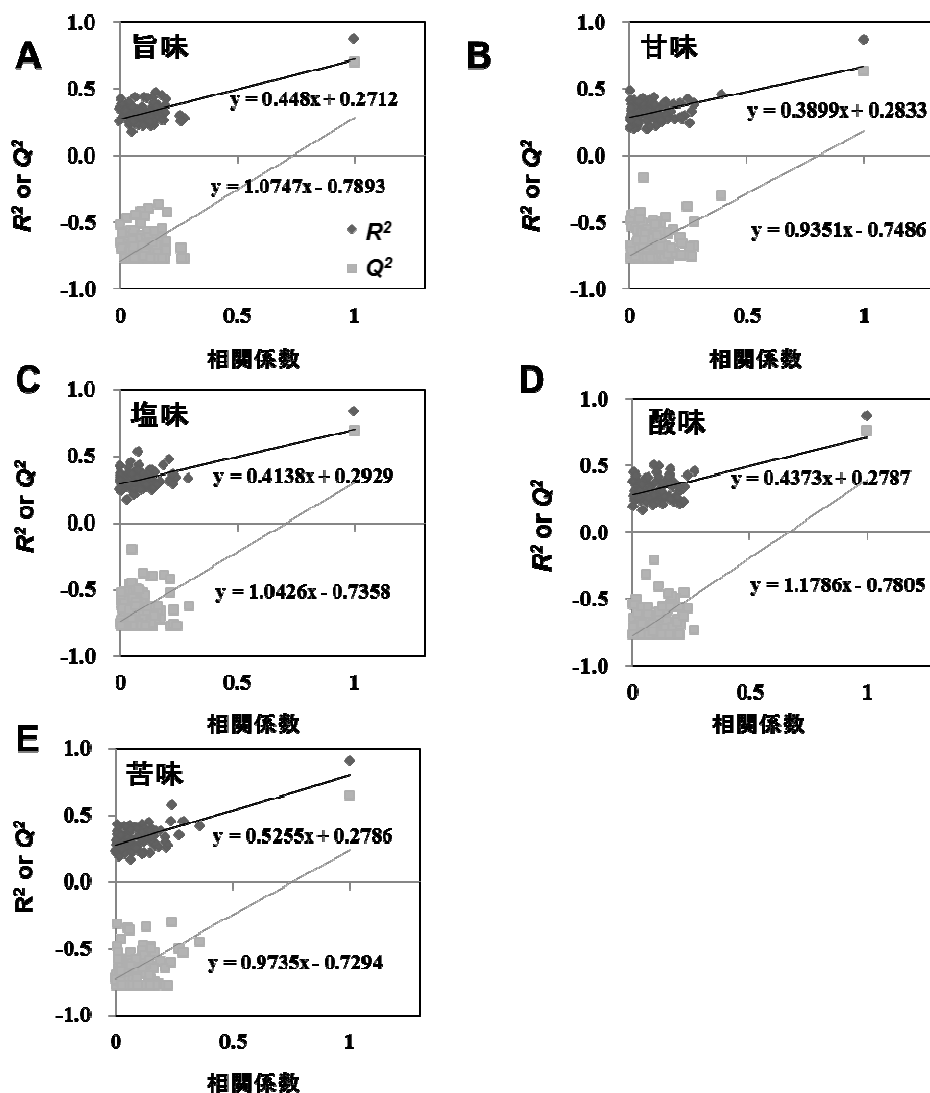 A
旨味
1.0
0.5
0.0
-0.5
-1.0
R² or Q²
y = 0.448x + 0.2712
y = 1.0747x - 0.7893
R²
Q²
0 0.5 1
相関係数
B
甘味
1.0
0.5
0.0
-0.5
-1.0
R² or Q²
y = 0.3899x + 0.2833
y = 0.9351x - 0.7486
0 0.5 1
相関係数
C
塩味
1.0
0.5
0.0
-0.5
-1.0
R² or Q²
y = 0.4138x + 0.2929
y = 1.0426x - 0.7358
0 0.5 1
相関係数
D
酸味
1.0
0.5
0.0
-0.5
-1.0
R² or Q²
y = 0.4373x + 0.2787
y = 1.1786x - 0.7805
0 0.5 1
相関係数
E
苦味
1.0
0.5
0.0
-0.5
-1.0
R² or Q²
y = 0.5255x + 0.2786
y = 0.9735x - 0.7294
0 0.5 1
相関係数